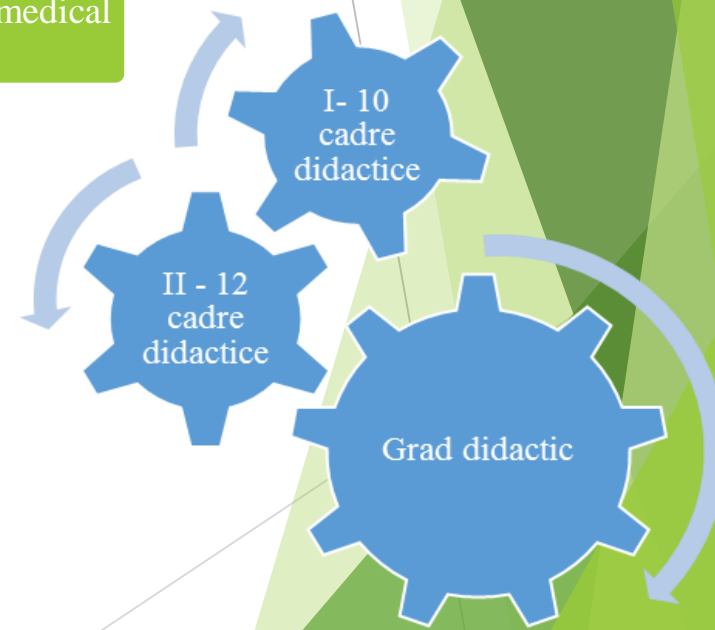 medical
I- 10
cadre
didactice
II - 12
cadre
didactice
Grad didactic